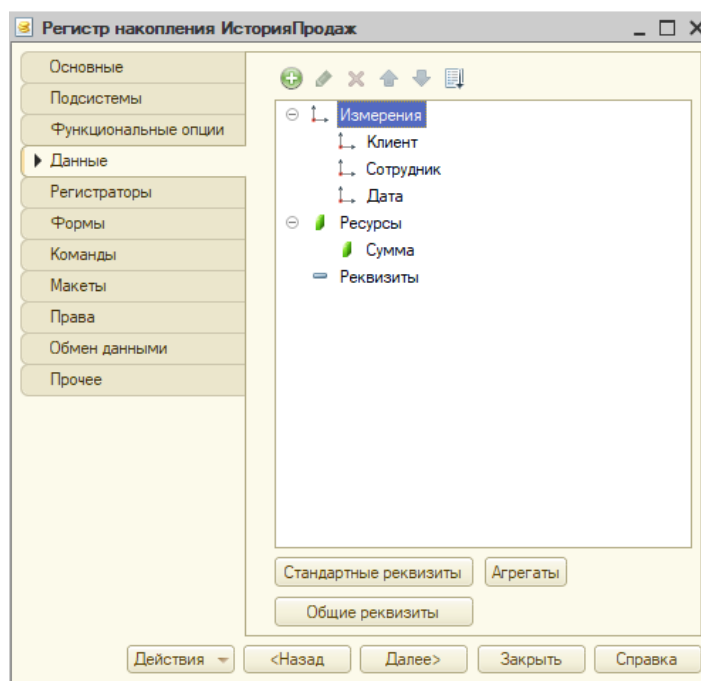 Регистр накопления ИсторияПродаж
Основные
Подсистемы
Функциональные опции
Данные
Регистраторы
Формы
Команды
Макеты
Права
Обмен данными
Прочее
Измерения
Клиент
Сотрудник
Дата
Ресурсы
Сумма
Реквизиты
Стандартные реквизиты Агрегаты
Общие реквизиты
Действия <Назад Далее> Закрыть Справка